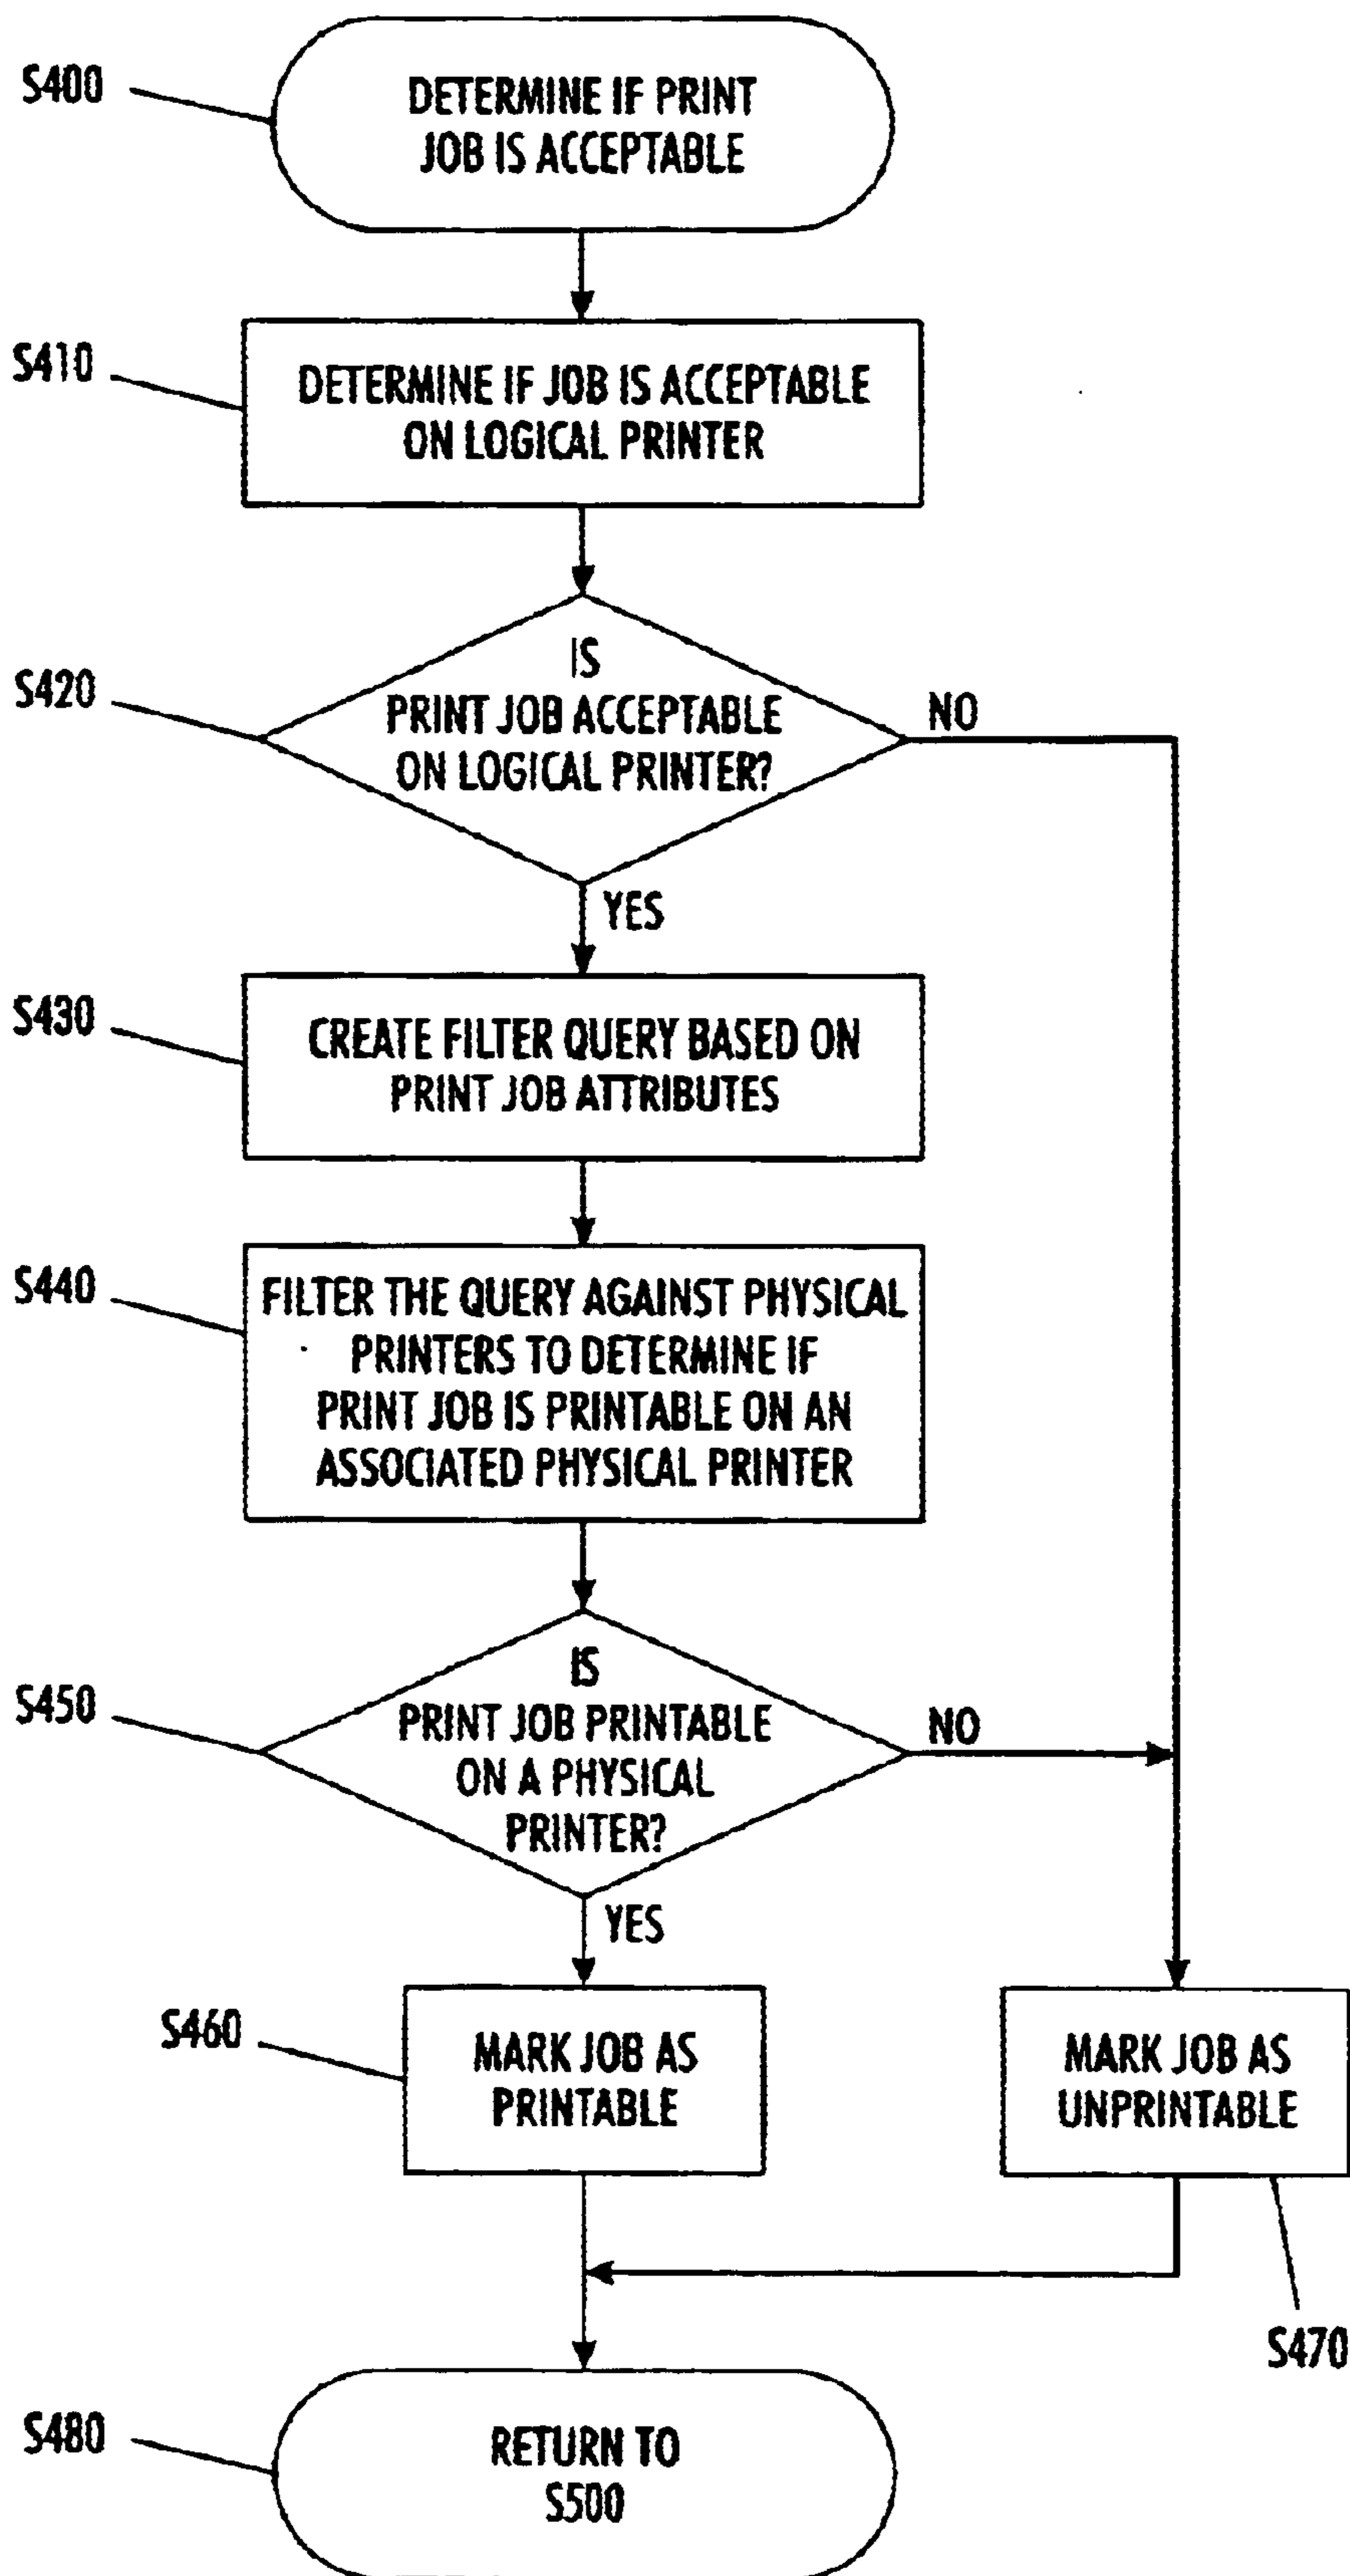 S400
DETERMINE IF PRINT
JOB IS ACCEPTABLE
S410
DETERMINE IF JOB IS ACCEPTABLE
ON LOGICAL PRINTER
S420
IS
PRINT JOB ACCEPTABLE
ON LOGICAL PRINTER?
NO
YES
S430
CREATE FILTER QUERY BASED ON
PRINT JOB ATTRIBUTES
S440
FILTER THE QUERY AGAINST PHYSICAL
PRINTERS TO DETERMINE IF
PRINT JOB IS PRINTABLE ON AN
ASSOCIATED PHYSICAL PRINTER
S450
IS
PRINT JOB PRINTABLE
ON A PHYSICAL
PRINTER?
NO
YES
S460
MARK JOB AS
PRINTABLE
MARK JOB AS
UNPRINTABLE
S470
S480
RETURN TO
S500